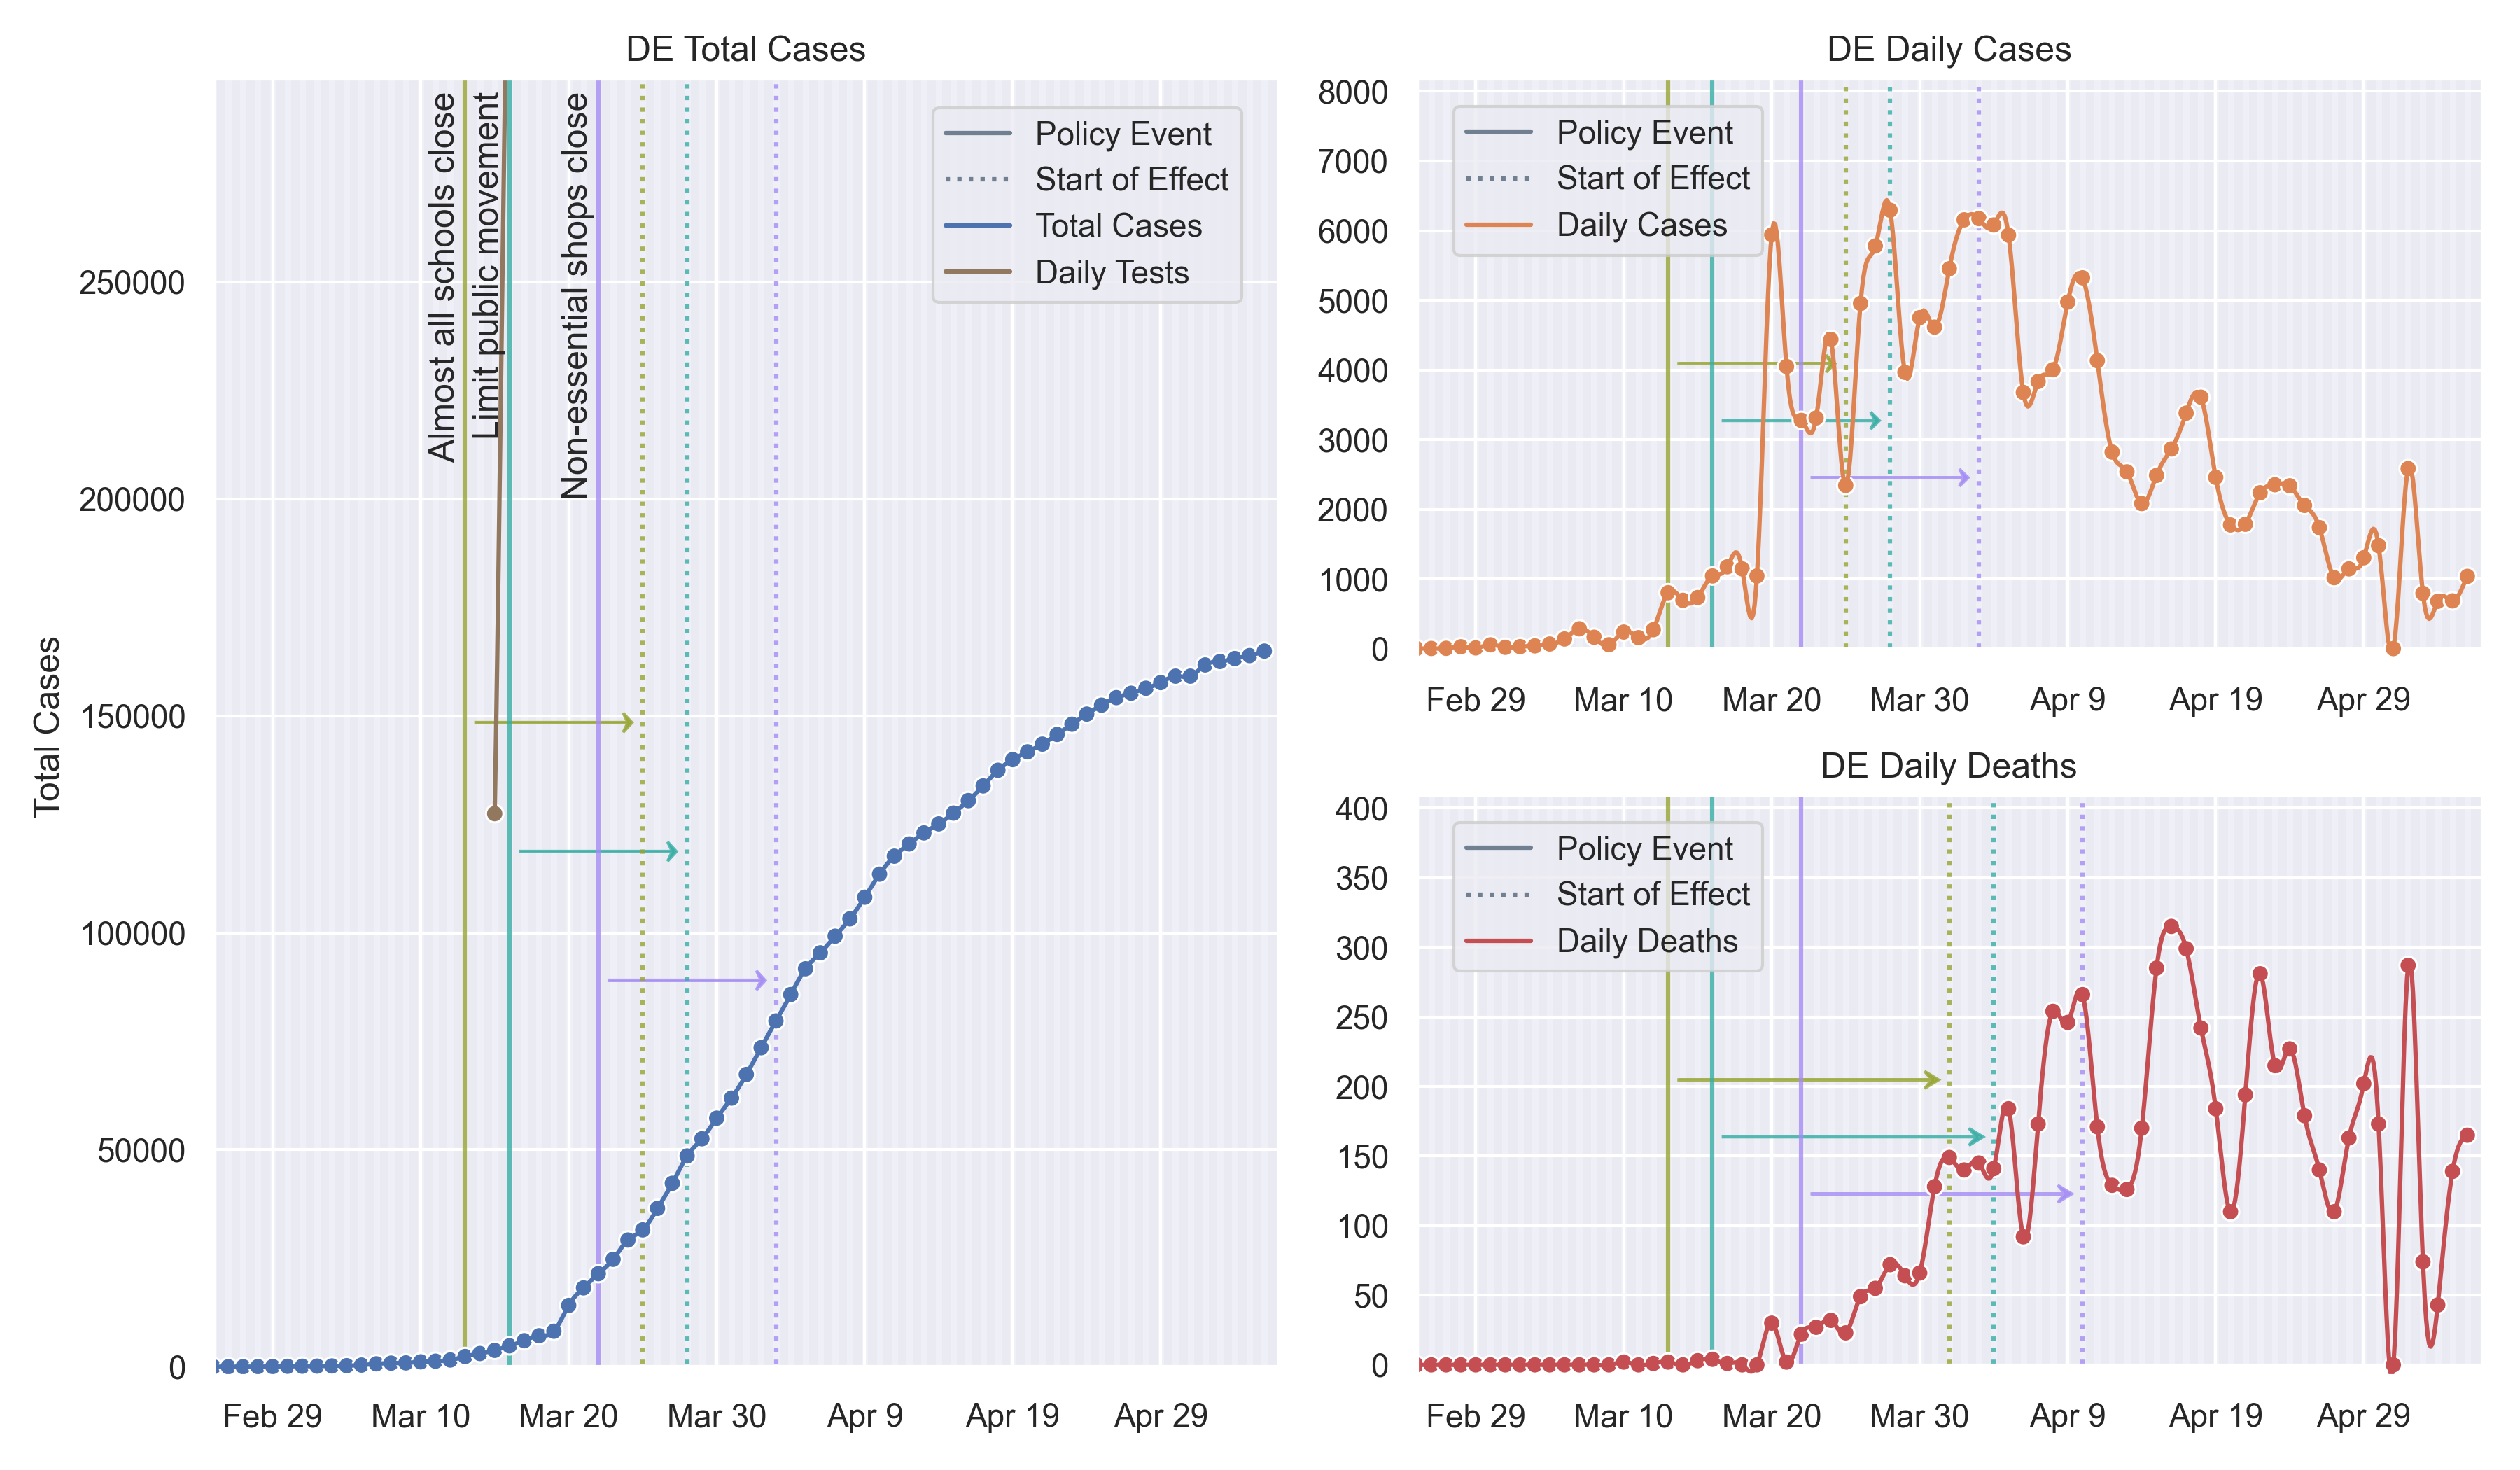 DE Total Cases
Total Cases
250000
200000
150000
100000
50000
0
Feb 29
Mar 10
Mar 20
Mar 30
Apr 9
Apr 19
Apr 29
Almost all schools close
Limit public movement
Non-essential shops close
Policy Event
Start of Effect
Total Cases
Daily Tests
DE Daily Cases
8000
7000
6000
5000
4000
3000
2000
1000
0
Policy Event
Start of Effect
Daily Cases
Feb 29
Mar 10
Mar 20
Mar 30
Apr 9
Apr 19
Apr 29
DE Daily Deaths
400
350
300
250
200
150
100
50
0
Policy Event
Start of Effect
Daily Deaths
Feb 29
Mar 10
Mar 20
Mar 30
Apr 9
Apr 19
Apr 29